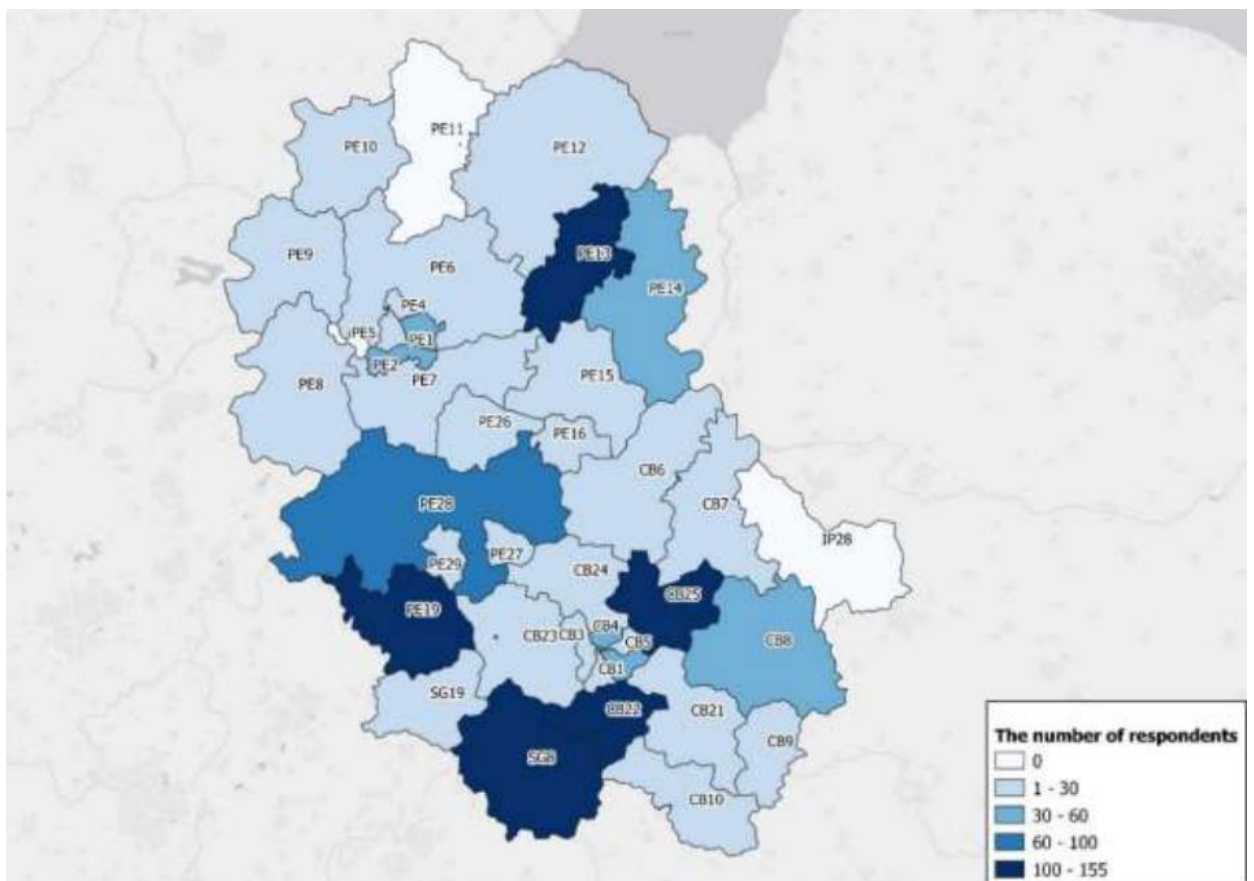 PE11
PE10
PE12
PE9
PE13
PE6
PE14
PE4
PE5
PE1
PE2
PE7
PE8
PE15
PE26
PE16
CB6
CB7
PE28
IP28
PE29
PE27
CB24
PE19
CB25
CB4
CB23
CB3
CB5
CB8
CB1
SG19
CB22
CB21
CB9
SG8
CB10
The number of respondents
0
1 - 30
30 - 60
60 - 100
100 - 155